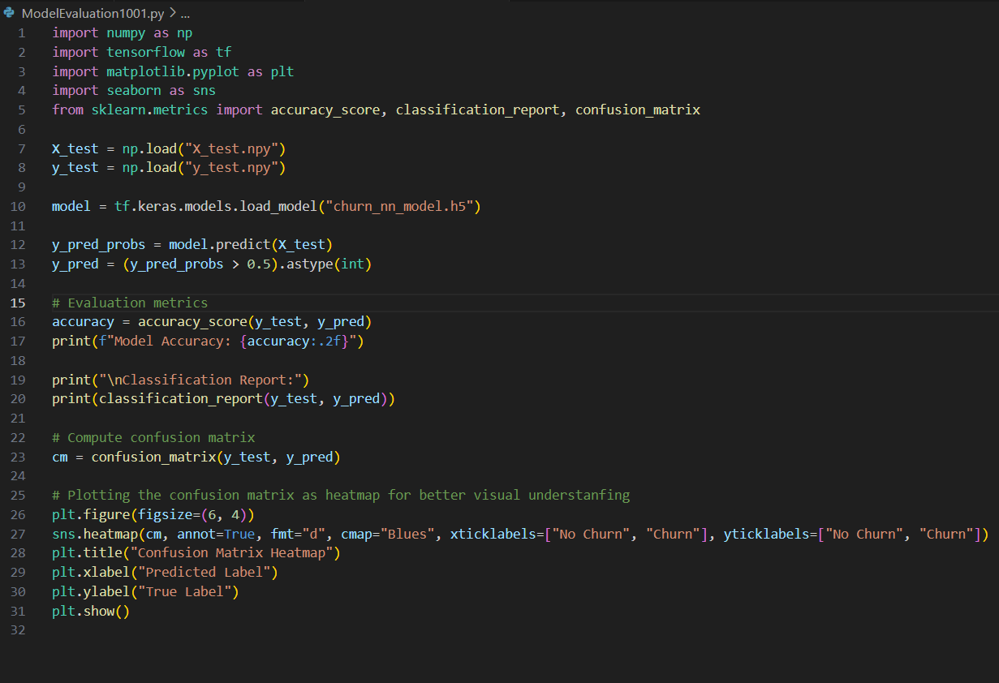 ModelEvaluation1001.py > ...
1 import numpy as np
2 import tensorflow as tf
3 import matplotlib.pyplot as plt
4 import seaborn as sns
5 from sklearn.metrics import accuracy_score, classification_report, confusion_matrix
6
7 X_test = np.load("X_test.npy")
8 y_test = np.load("y_test.npy")
9
10 model = tf.keras.models.load_model("churn_nn_model.h5")
11
12 y_pred_probs = model.predict(X_test)
13 y_pred = (y_pred_probs > 0.5).astype(int)
14
15 # Evaluation metrics
16 accuracy = accuracy_score(y_test, y_pred)
17 print(f"Model Accuracy: {accuracy:.2f}")
18
19 print("\nClassification Report:")
20 print(classification_report(y_test, y_pred))
21
22 # Compute confusion matrix
23 cm = confusion_matrix(y_test, y_pred)
24
25 # Plotting the confusion matrix as heatmap for better visual understanfing
26 plt.figure(figsize=(6, 4))
27 sns.heatmap(cm, annot=True, fmt="d", cmap="Blues", xticklabels=["No Churn", "Churn"], yticklabels=["No Churn", "Churn"])
28 plt.title("Confusion Matrix Heatmap")
29 plt.xlabel("Predicted Label")
30 plt.ylabel("True Label")
31 plt.show()
32